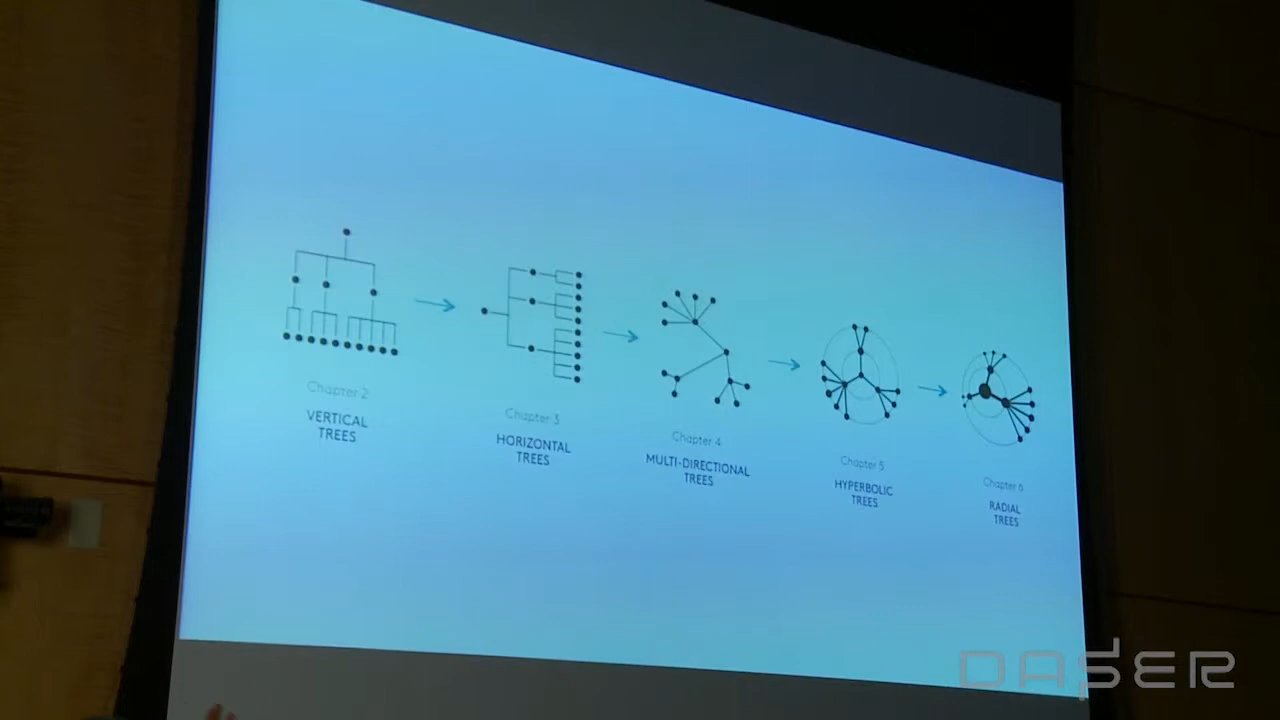 Chapter 2
VERTICAL
TREES
Chapter 3
HORIZONTAL
TREES
Chapter 4
MULTI-DIRECTIONAL
TREES
Chapter 5
HYPERBOLIC
TREES
Chapter 6
RADIAL
TREES
DASER